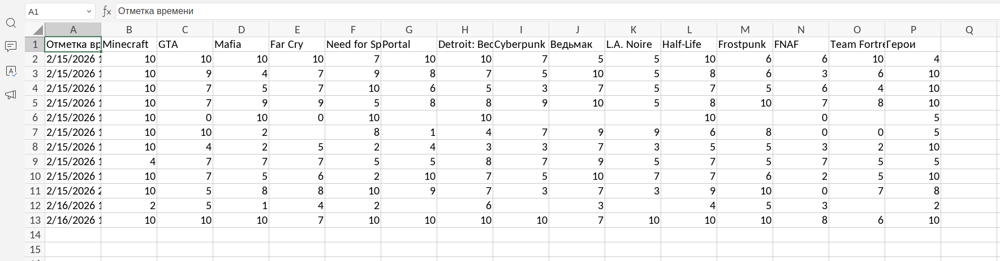 A1 fx Отметка времени
A B C D E F G H I J K L M N O P Q
1 Отметка вр Minecraft GTA Mafia Far Cry Need for Sp Portal Detroit: Bec Cyberpunk Ведьмак L.A. Noire Half-Life Frostpunk FNAF Team Fortre Герои
2 2/15/2026 1 10 10 10 10 7 10 10 7 5 5 10 6 6 10 4
3 2/15/2026 1 10 9 4 7 9 8 7 5 10 5 8 6 3 6 10
4 2/15/2026 1 10 7 5 7 10 6 5 3 7 5 7 5 6 4 10
5 2/15/2026 1 10 7 9 9 5 8 8 9 10 5 8 10 7 8 10
6 2/15/2026 1 10 0 10 0 10 10 10 0 5
7 2/15/2026 1 10 10 2 8 1 4 7 9 9 6 8 0 0 5
8 2/15/2026 1 10 4 2 5 2 4 3 3 7 3 5 5 3 2 10
9 2/15/2026 1 4 7 7 7 5 5 8 7 9 5 7 5 7 5 5
10 2/15/2026 1 10 7 5 6 2 10 7 5 10 7 7 6 2 5 10
11 2/15/2026 2 10 5 8 8 10 9 7 3 7 3 9 10 0 7 8
12 2/16/2026 1 2 5 1 4 2 6 3 4 5 3 2
13 2/16/2026 1 10 10 10 7 10 10 10 10 7 10 10 10 8 6 10
14
15